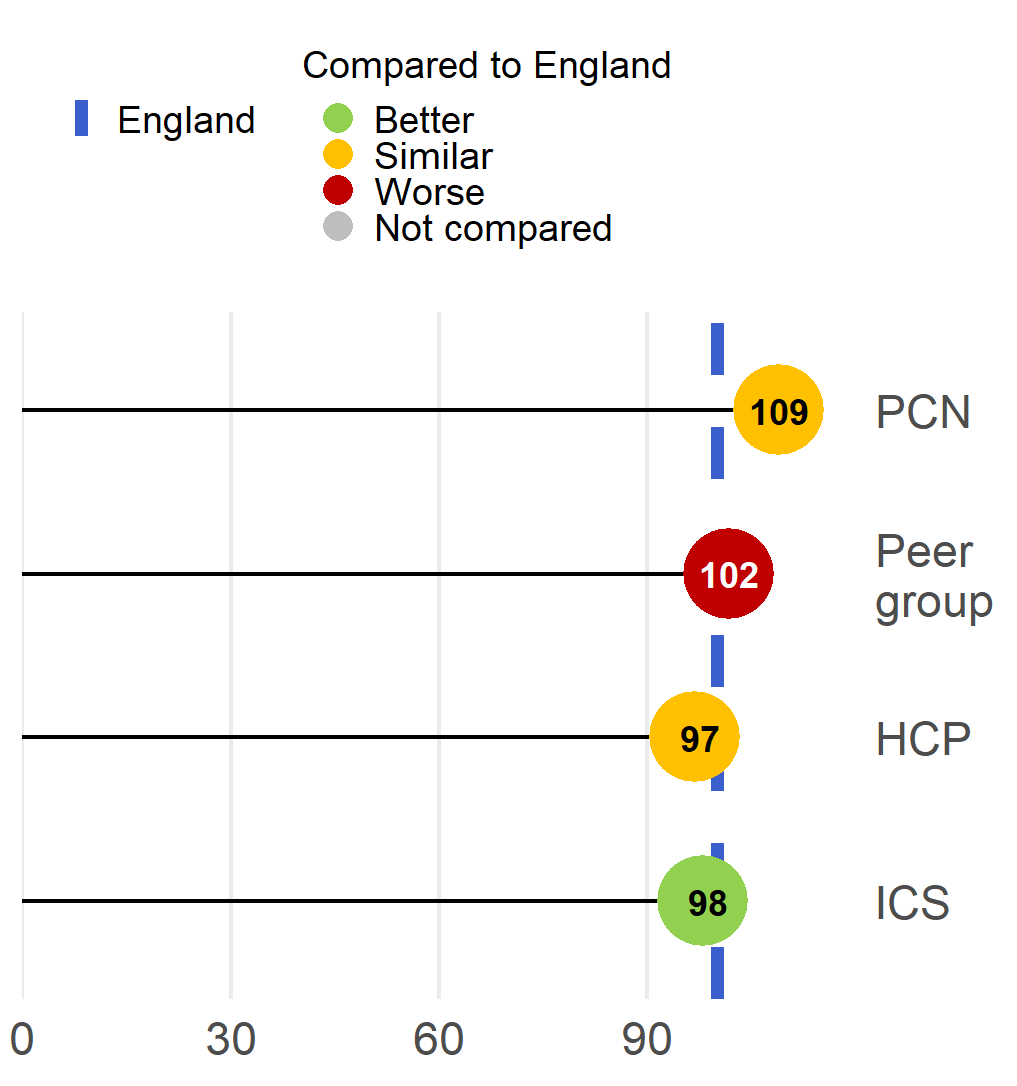 Compared to England
England
Better
Similar
Worse
Not compared
109
PCN
102
Peer
group
97
HCP
98
ICS
0
30
60
90